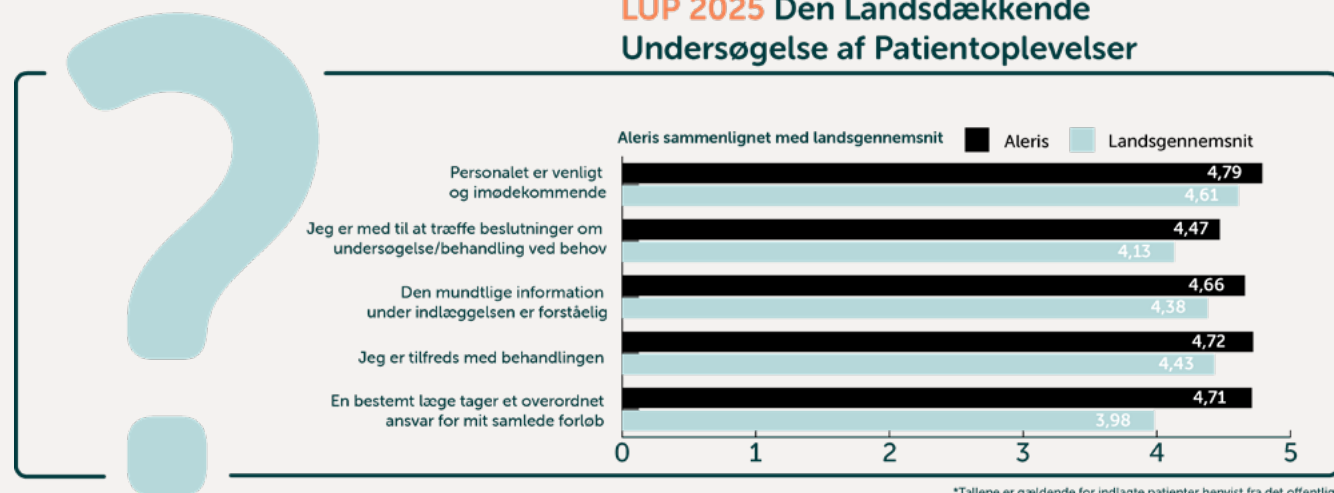 LUP 2025 Den Landsdækkende
Undersøgelse af Patientoplevelser
Aleris sammenlignet med landsgennemsnit
Aleris
Landsgennemsnit
Personalet er venligt
og imødekommende
4,79
4,61
Jeg er med til at træffe beslutninger om
undersøgelse/behandling ved behov
4,47
4,13
Den mundtlige information
under indlæggelsen er forståelig
4,66
4,38
Jeg er tilfreds med behandlingen
4,72
4,43
En bestemt læge tager et overordnet
ansvar for mit samlede forløb
4,71
3,98
0 1 2 3 4 5
*Tallene er gældende for indlagte patienter henvist fra det